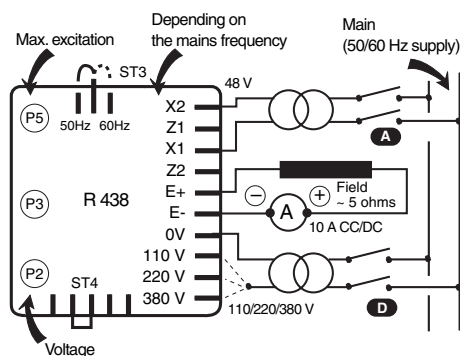 Max. excitation
Depending on
the mains frequency
Main
(50/60 Hz supply)
ST3
48 V
P5
50Hz
60Hz
X2
Z1
X1
Z2
E+
E-
0V
110 V
220 V
380 V
A
P3
R 438
Field
~ 5 ohms
− A +
10 A CC/DC
P2
ST4
110/220/380 V
D
Voltage